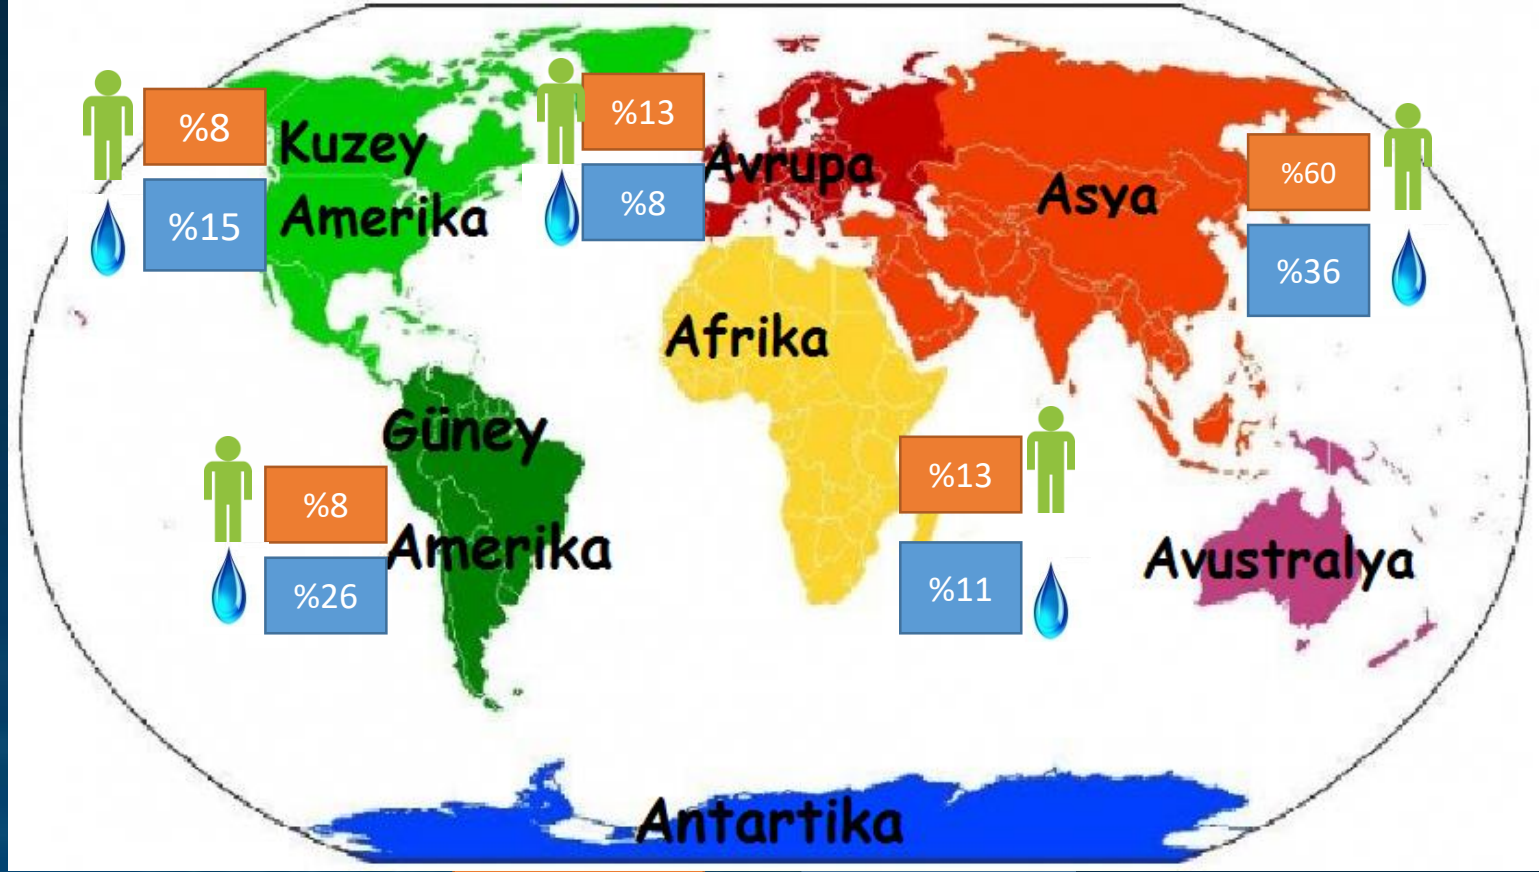 %8
%15
Kuzey
Amerika
%13
%8
Avrupa
Asya
%60
%36
Afrika
Güney
Amerika
%8
%26
%13
%11
Avustralya
Antartika